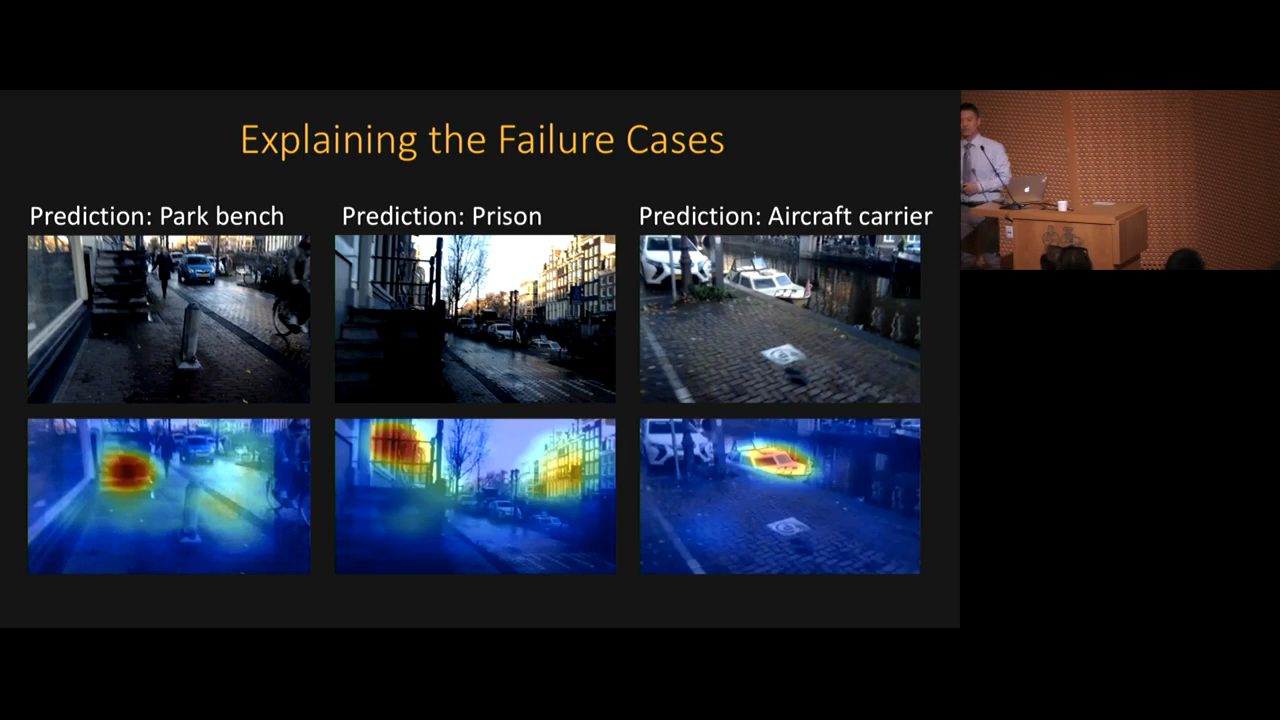 Explaining the Failure Cases
Prediction: Park bench
Prediction: Prison
Prediction: Aircraft carrier